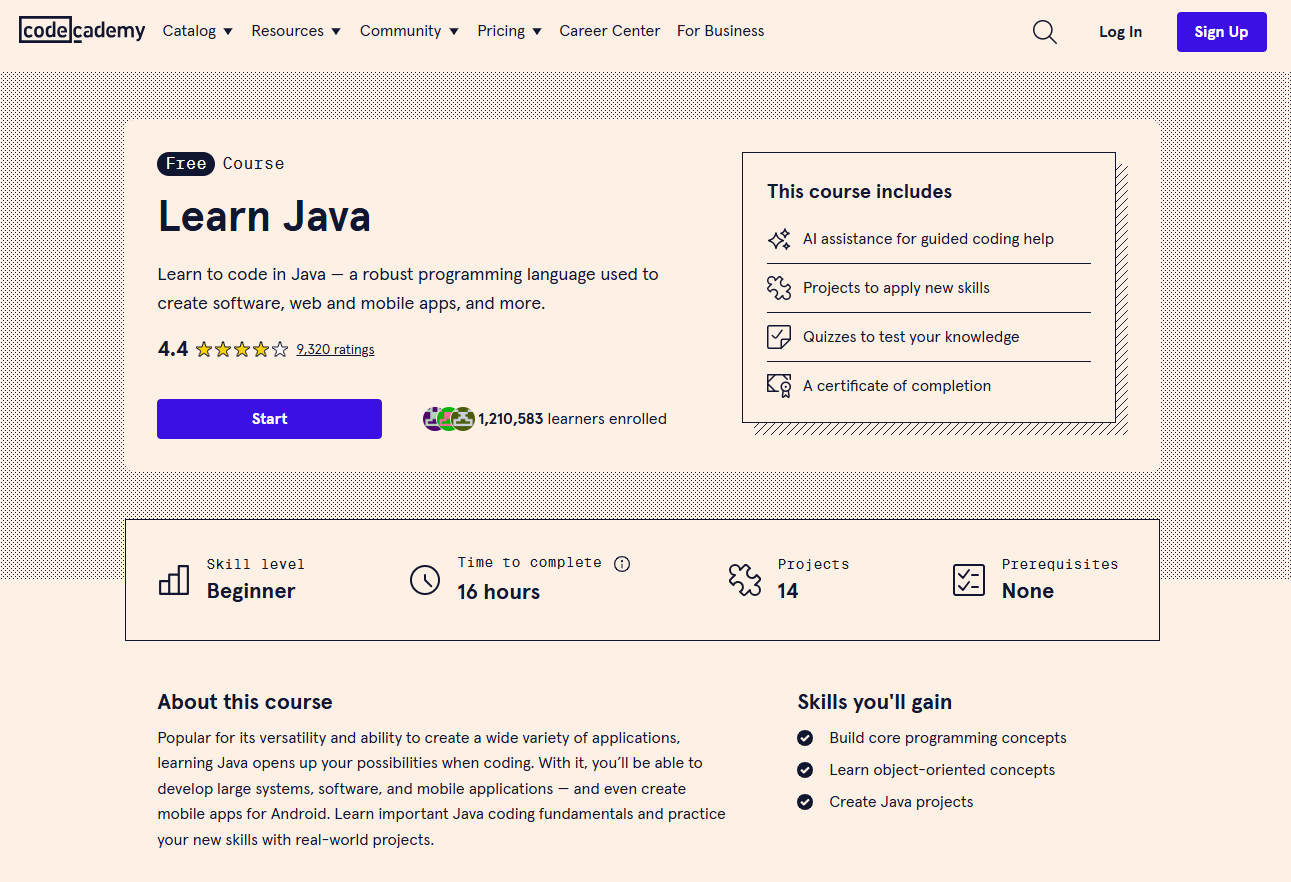 codecademy Catalog Resources Community Pricing Career Center For Business Log In Sign Up
Free Course
Learn Java
Learn to code in Java — a robust programming language used to
create software, web and mobile apps, and more.
4.4 9,320 ratings
Start 1,210,583 learners enrolled
This course includes
AI assistance for guided coding help
Projects to apply new skills
Quizzes to test your knowledge
A certificate of completion
Skill level
Beginner
Time to complete
16 hours
Projects
14
Prerequisites
None
About this course
Popular for its versatility and ability to create a wide variety of applications,
learning Java opens up your possibilities when coding. With it, you’ll be able to
develop large systems, software, and mobile applications — and even create
mobile apps for Android. Learn important Java coding fundamentals and practice
your new skills with real-world projects.
Skills you'll gain
Build core programming concepts
Learn object-oriented concepts
Create Java projects